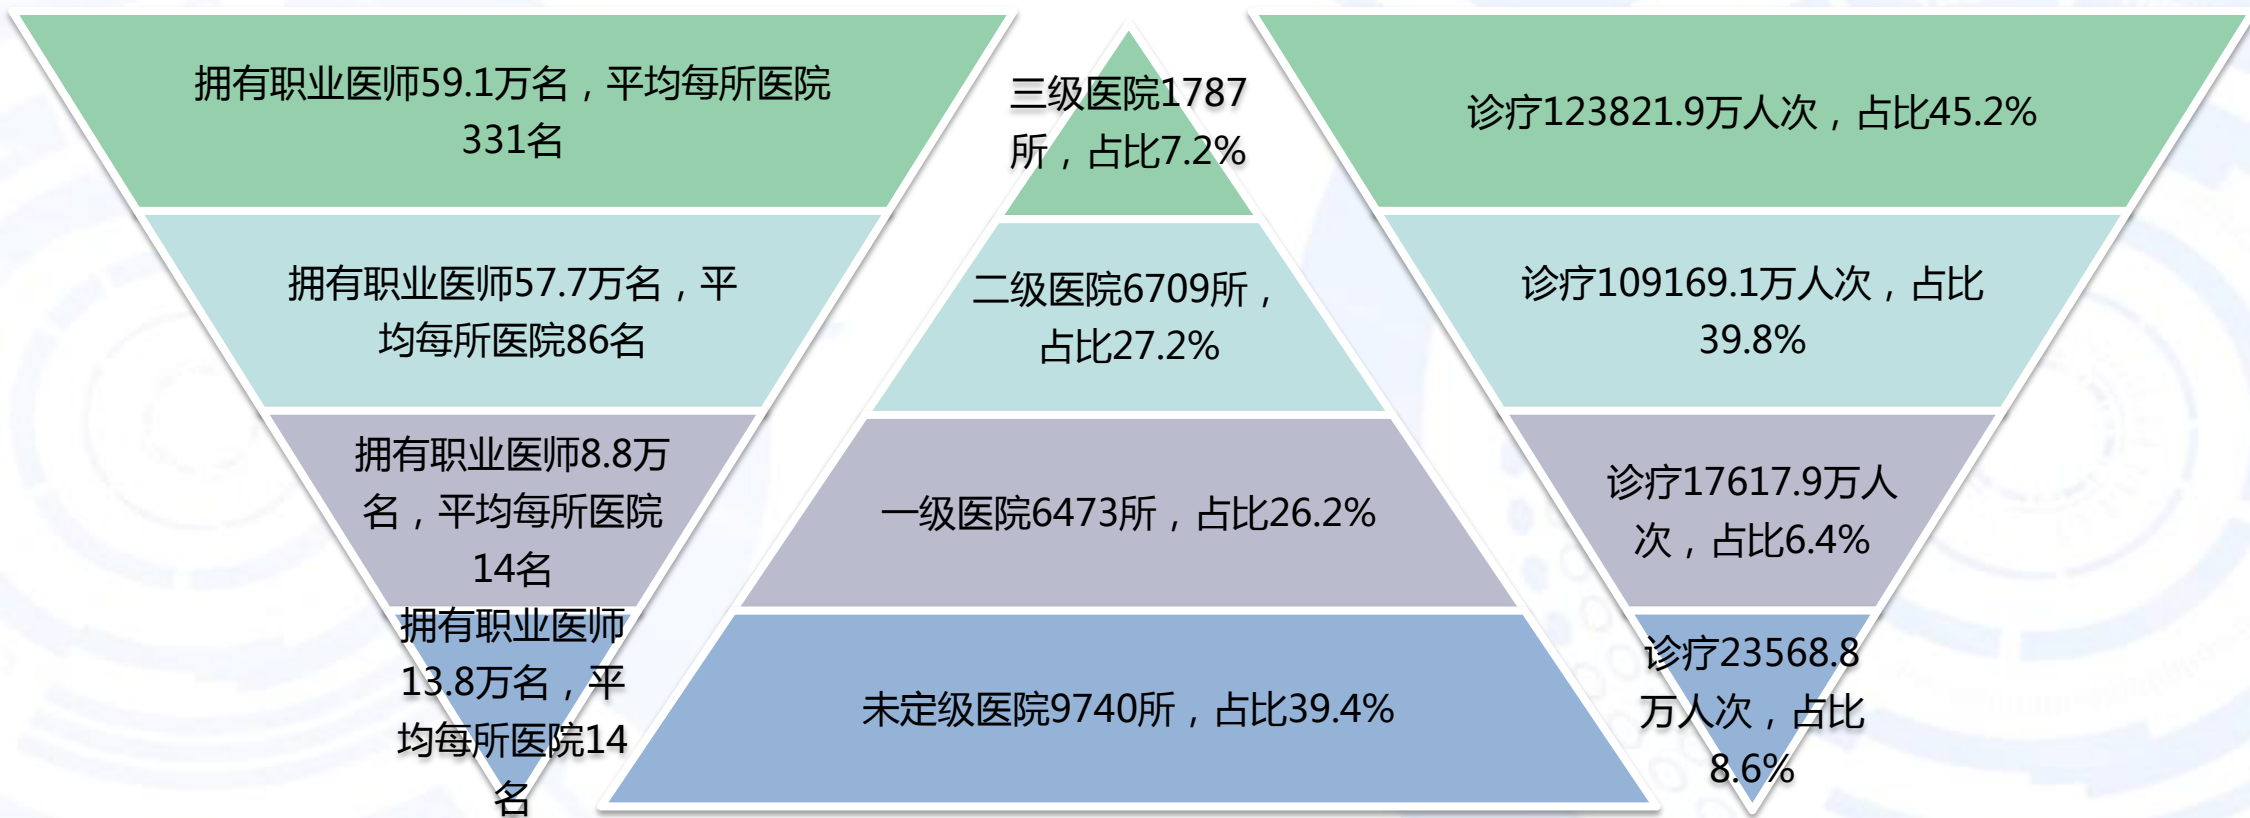 拥有职业医师59.1万名，平均每所医院
331名
拥有职业医师57.7万名，平
均每所医院86名
拥有职业医师8.8万
名，平均每所医院
14名
拥有职业医师
13.8万名，平
均每所医院14
名
三级医院1787
所，占比7.2%
二级医院6709所，
占比27.2%
一级医院6473所，占比26.2%
未定级医院9740所，占比39.4%
诊疗123821.9万人次，占比45.2%
诊疗109169.1万人次，占比
39.8%
诊疗17617.9万人
次，占比6.4%
诊疗23568.8
万人次，占比
8.6%